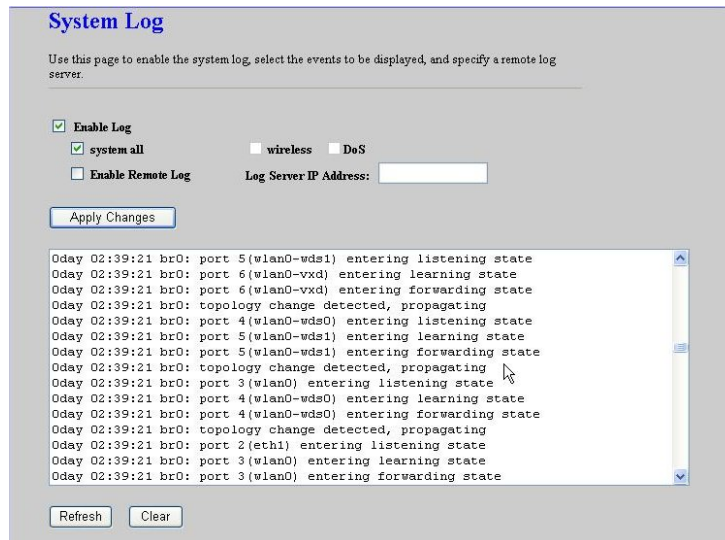 System Log
Use this page to enable the system log, select the events to be displayed, and specify a remote log
server.
Enable Log
system all wireless DoS
Enable Remote Log Log Server IP Address:
Apply Changes
0day 02:39:21 br0: port 5(wlan0-wds1) entering listening state
0day 02:39:21 br0: port 6(wlan0-vxd) entering learning state
0day 02:39:21 br0: port 6(wlan0-vxd) entering forwarding state
0day 02:39:21 br0: topology change detected, propagating
0day 02:39:21 br0: port 4(wlan0-wds0) entering listening state
0day 02:39:21 br0: port 5(wlan0-wds1) entering learning state
0day 02:39:21 br0: port 5(wlan0-wds1) entering forwarding state
0day 02:39:21 br0: topology change detected, propagating
0day 02:39:21 br0: port 3(wlan0) entering listening state
0day 02:39:21 br0: port 4(wlan0-wds0) entering learning state
0day 02:39:21 br0: port 4(wlan0-wds0) entering forwarding state
0day 02:39:21 br0: topology change detected, propagating
0day 02:39:21 br0: port 2(eth1) entering listening state
0day 02:39:21 br0: port 3(wlan0) entering learning state
0day 02:39:21 br0: port 3(wlan0) entering forwarding state
Refresh Clear